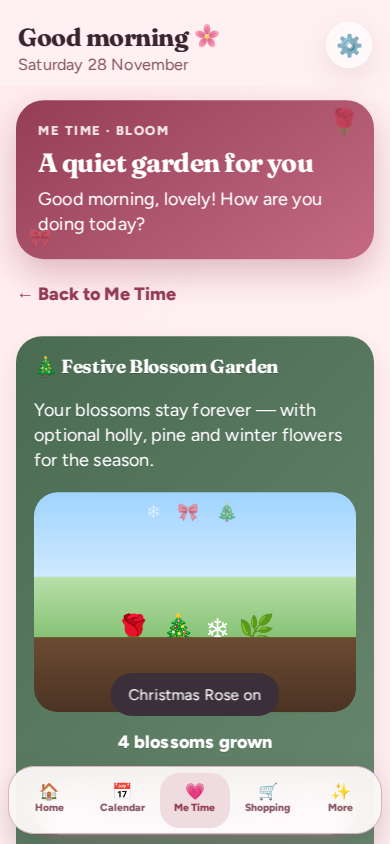 Good morning 🌸
Saturday 28 November
ME TIME · BLOOM
A quiet garden for you
Good morning, lovely! How are you
doing today?
← Back to Me Time
🎄 Festive Blossom Garden
Your blossoms stay forever — with
optional holly, pine and winter flowers
for the season.
Christmas Rose on
4 blossoms grown
Home
Calendar
Me Time
Shopping
More